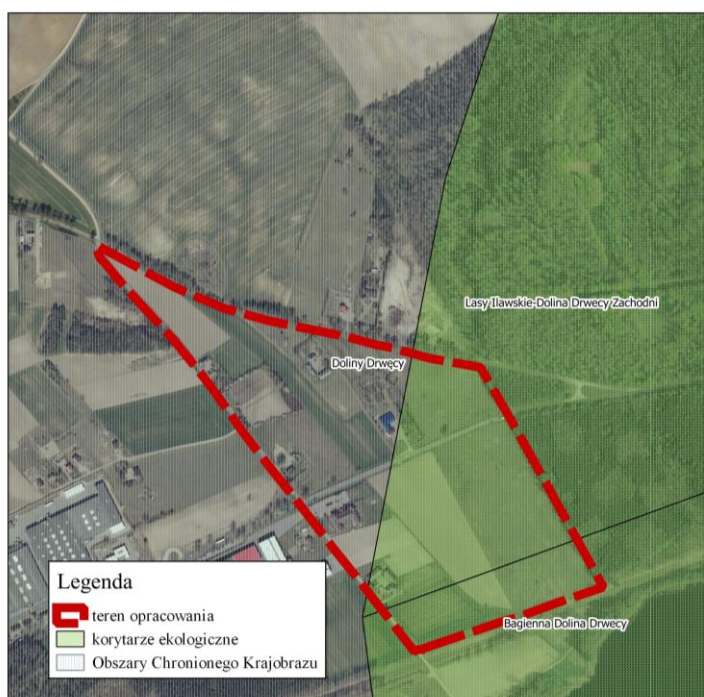 Lasy Iławskie-Dolina Drwęcy Zachodni
Doliny Drwęcy
Bagienna Dolina Drwęcy
Legenda
teren opracowania
korytarze ekologiczne
Obszary Chronionego Krajobrazu